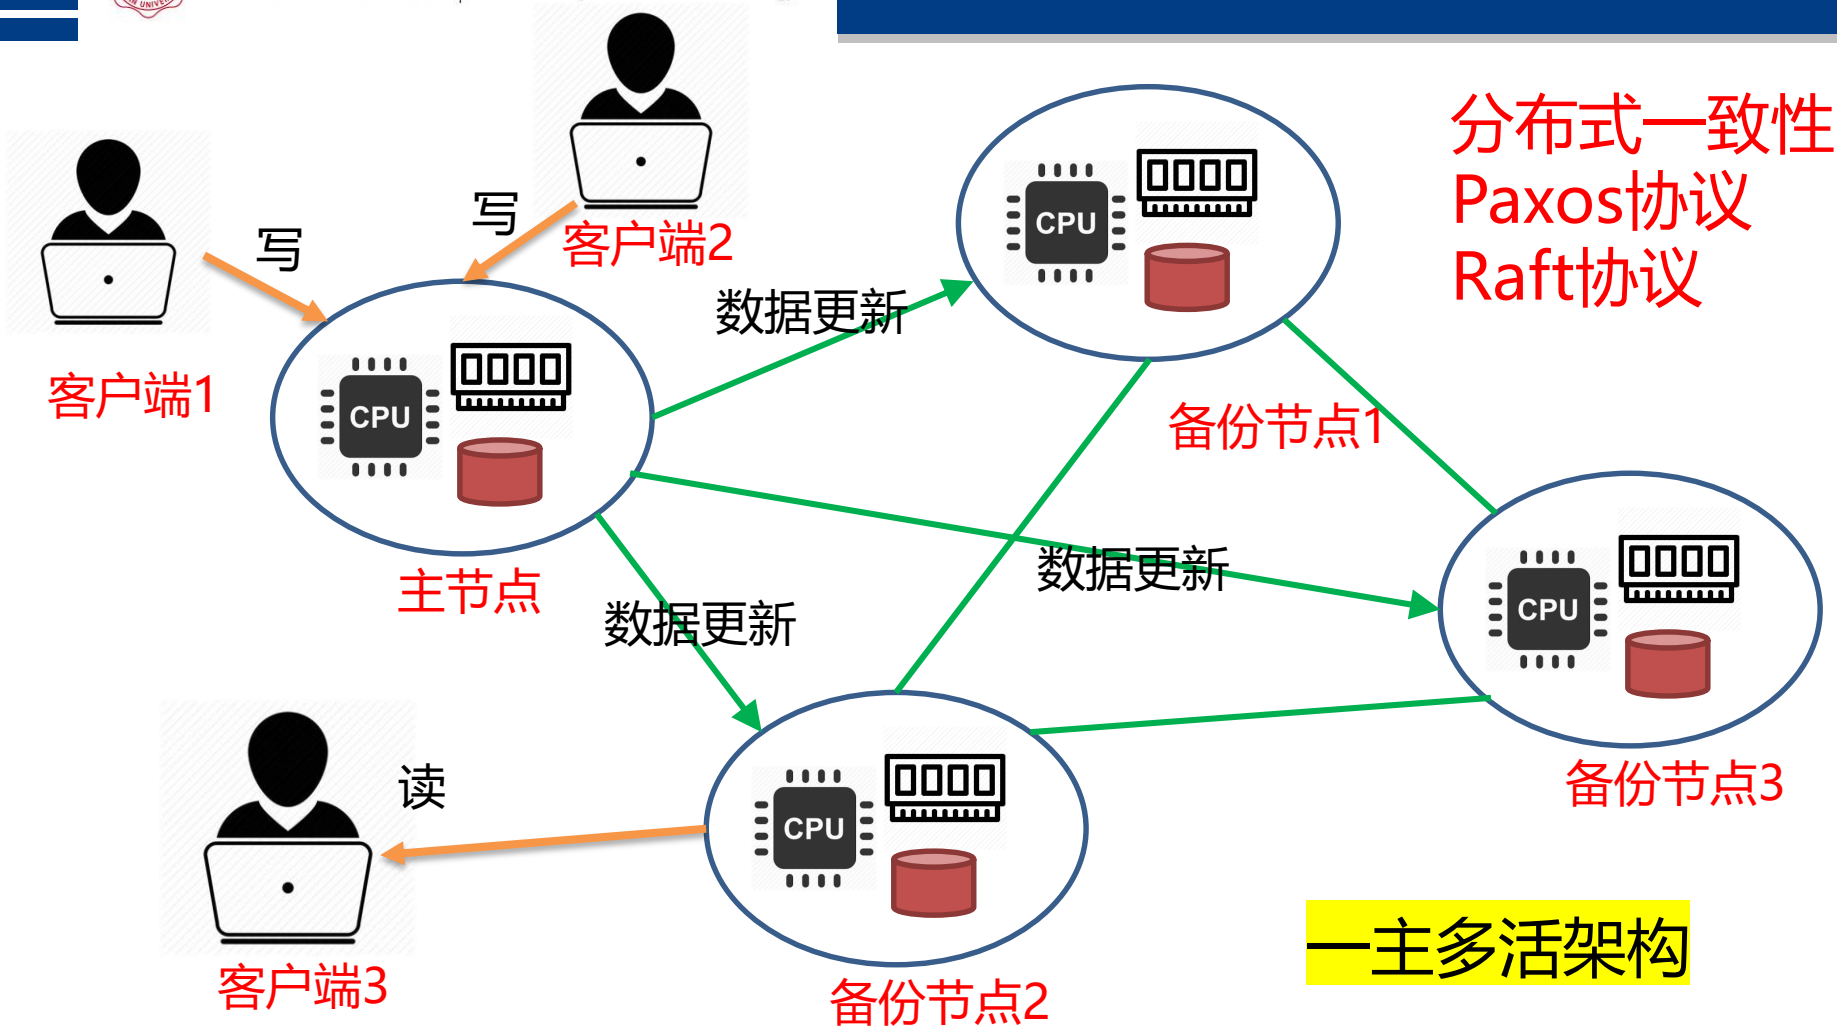 分布式一致性
Paxos协议
Raft协议
写
写
客户端2
客户端1
数据更新
CPU
CPU
备份节点1
主节点
数据更新
数据更新
CPU
备份节点3
读
CPU
客户端3
备份节点2
一主多活架构